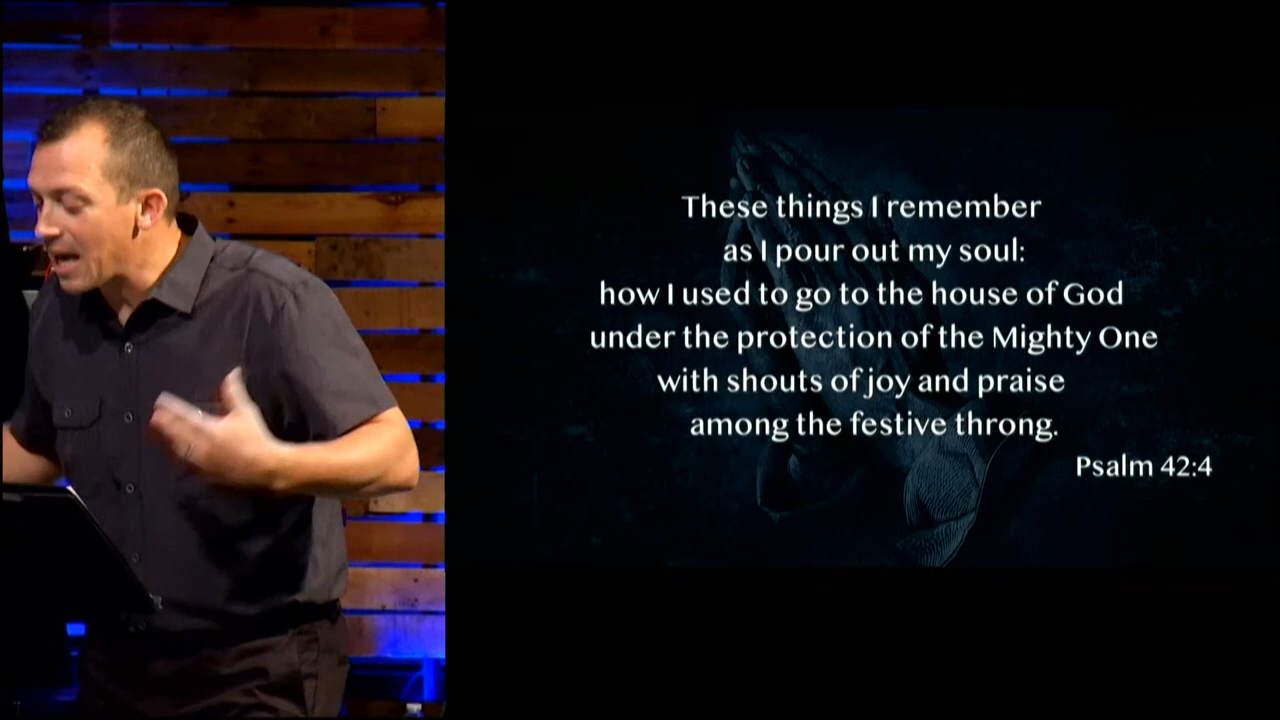 These things I remember
as I pour out my soul:
how I used to go to the house of God
under the protection of the Mighty One
with shouts of joy and praise
among the festive throng.
Psalm 42:4